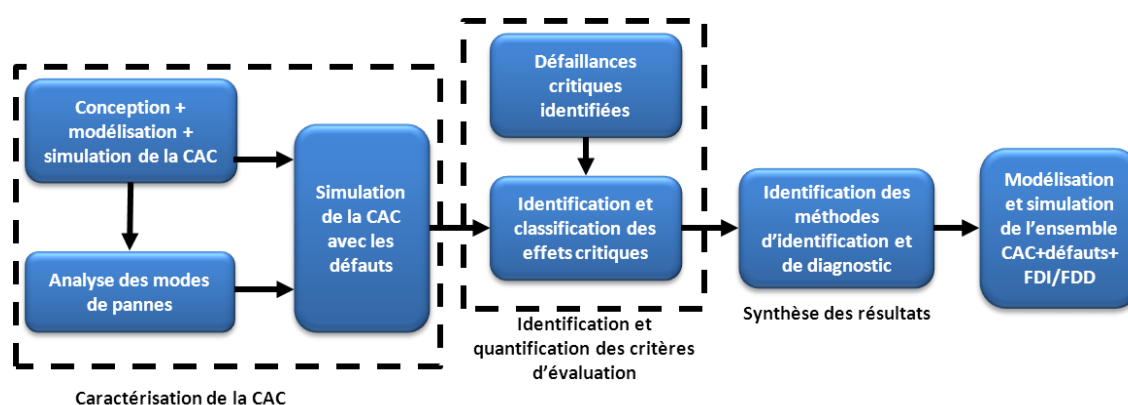 Conception +
modélisation +
simulation de la CAC
Analyse des modes
de pannes
Simulation
de la CAC
avec les
défauts
Caractérisation de la CAC
Défaillances
critiques
identifiées
Identification et
classification des
effets critiques
Identification et
quantification des critères
d’évaluation
Identification des
méthodes
d’identification et
de diagnostic
Synthèse des résultats
Modélisation
et simulation
de l’ensemble
CAC+défauts+
FDI/FDD